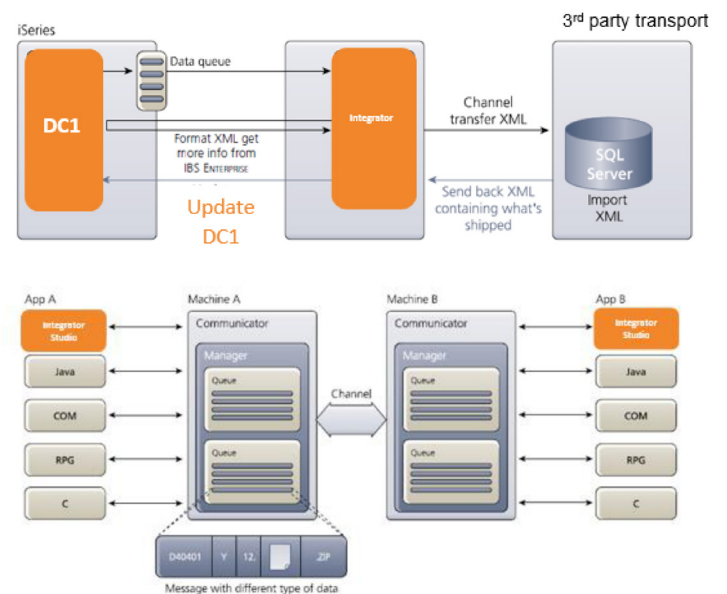 iSeries
3rd party transport
Data queue
DC1
Integrator
Channel
transfer XML
Format XML get
more info from
IBS ENTERPRISE
SQL
Server
Import
XML
Update
DC1
Send back XML
containing what's
shipped
App A
Machine A
Machine B
App B
Integrator
Studio
Communicator
Communicator
Integrator
Studio
Manager
Manager
Java
Queue
Queue
Java
Channel
COM
COM
RPG
Queue
Queue
RPG
C
C
D40401 Y 12, .ZIP
Message with different type of data